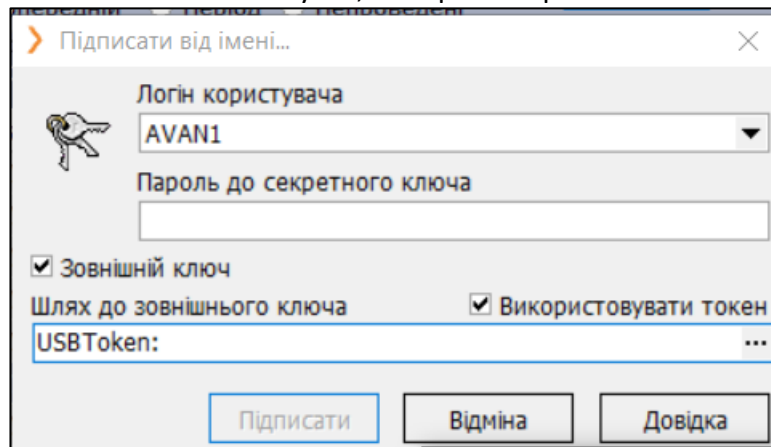 Підписати від імені...
Логін користувача
AVAN1
Пароль до секретного ключа
Зовнішній ключ
Шлях до зовнішнього ключа Використовувати токен
USBToken: ...
Підписати Відміна Довідка